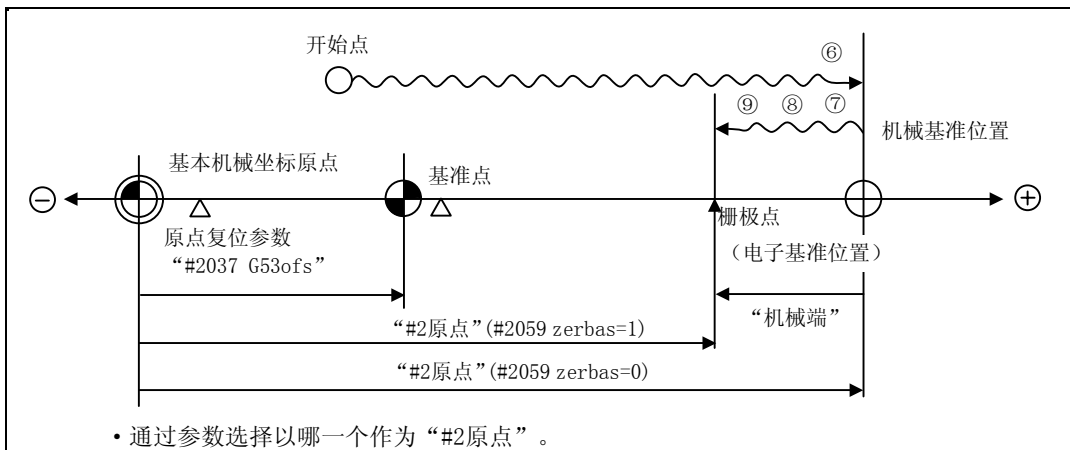 开始点
⑥
⑨ ⑧ ⑦
机械基准位置
基本机械坐标原点
基准点
⊖
⊕
栅极点
（电子基准位置）
原点复位参数
“#2037 G53ofs”
“机械端”
“#2原点”(#2059 zerbas=1)
“#2原点”(#2059 zerbas=0)
·通过参数选择以哪一个作为“#2原点”。